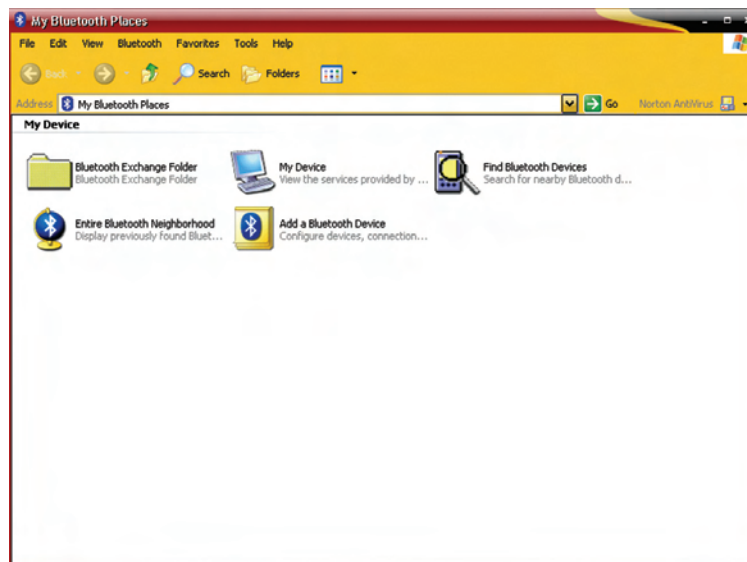 My Bluetooth Places
File Edit View Bluetooth Favorites Tools Help
Back Search Folders
Address My Bluetooth Places Go Norton AntiVirus
My Device
Bluetooth Exchange Folder
Bluetooth Exchange Folder
My Device
View the services provided by ...
Find Bluetooth Devices
Search for nearby Bluetooth d...
Entire Bluetooth Neighborhood
Display previously found Bluet...
Add a Bluetooth Device
Configure devices, connection...